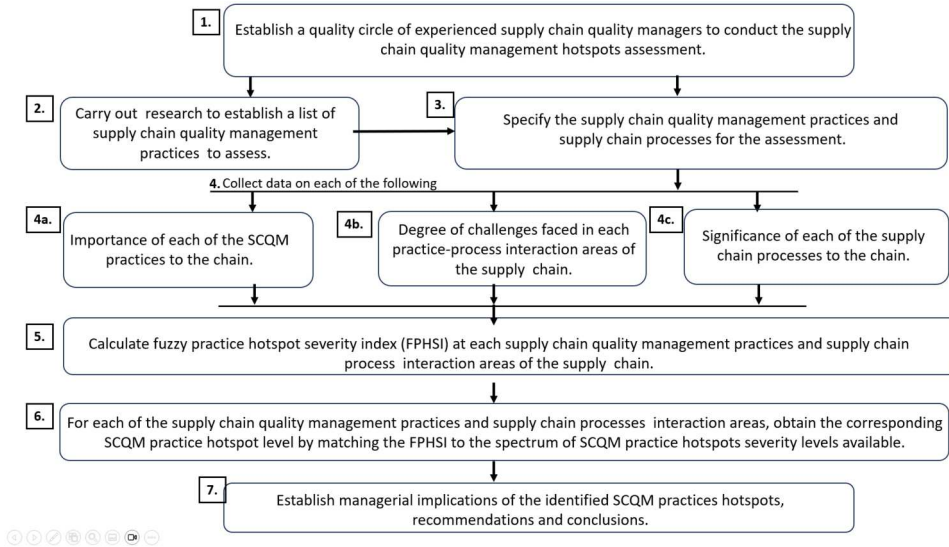 1.
Establish a quality circle of experienced supply chain quality managers to conduct the supply
chain quality management hotspots assessment.
2.
Carry out research to establish a list of
supply chain quality management
practices to assess.
3.
Specify the supply chain quality management practices and
supply chain processes for the assessment.
4. Collect data on each of the following
4a.
Importance of each of the SCQM
practices to the chain.
4b.
Degree of challenges faced in each
practice-process interaction areas of
the supply chain.
4c.
Significance of each of the supply
chain processes to the chain.
5.
Calculate fuzzy practice hotspot severity index (FPHSI) at each supply chain quality management practices and supply chain
process interaction areas of the supply chain.
6.
For each of the supply chain quality management practices and supply chain processes interaction areas, obtain the corresponding
SCQM practice hotspot level by matching the FPHSI to the spectrum of SCQM practice hotspots severity levels available.
7.
Establish managerial implications of the identified SCQM practices hotspots,
recommendations and conclusions.